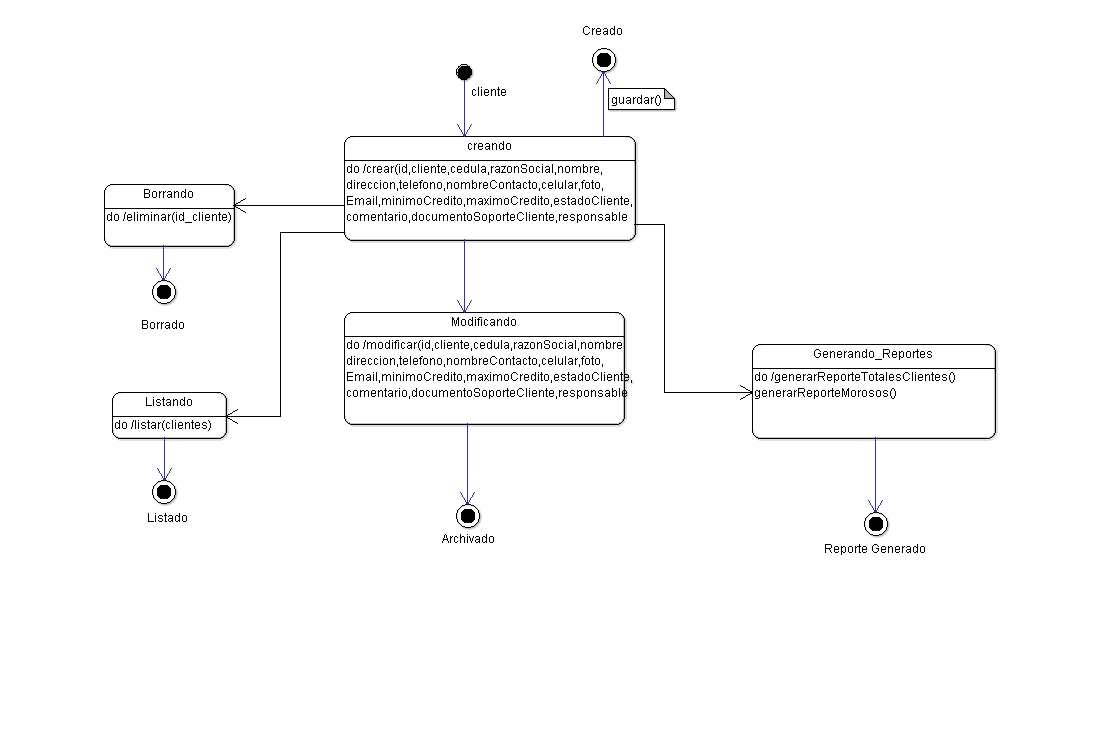 Creado
cliente
guardar()
creando
do /crear(id,cliente,cedula,razonSocial,nombre,
direccion,telefono,nombreContacto,celular,foto,
Email,minimoCredito,maximoCredito,estadoCliente,
comentario,documentoSoporteCliente,responsable
Borrando
do /eliminar(id_cliente)
Borrado
Modificando
do /modificar(id,cliente,cedula,razonSocial,nombre
direccion,telefono,nombreContacto,celular,foto,
Email,minimoCredito,maximoCredito,estadoCliente,
comentario,documentoSoporteCliente,responsable
Generando_Reportes
do /generarReporteTotalesClientes()
generarReporteMorosos()
Listando
do /listar(clientes)
Listado
Archivado
Reporte Generado